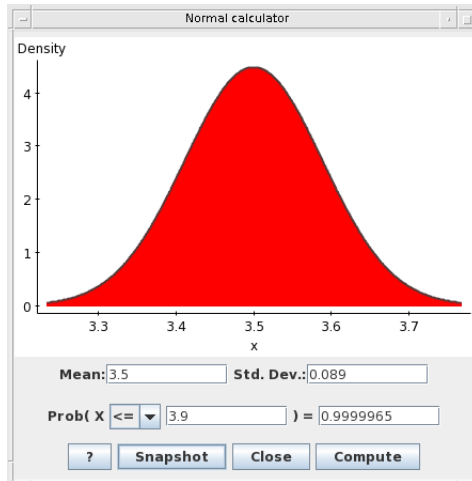 Normal calculator
Density
4
3
2
1
0
3.3 3.4 3.5 3.6 3.7
x
Mean: 3.5 Std. Dev.: 0.089
Prob( X <= 3.9 ) = 0.9999965
? Snapshot Close Compute